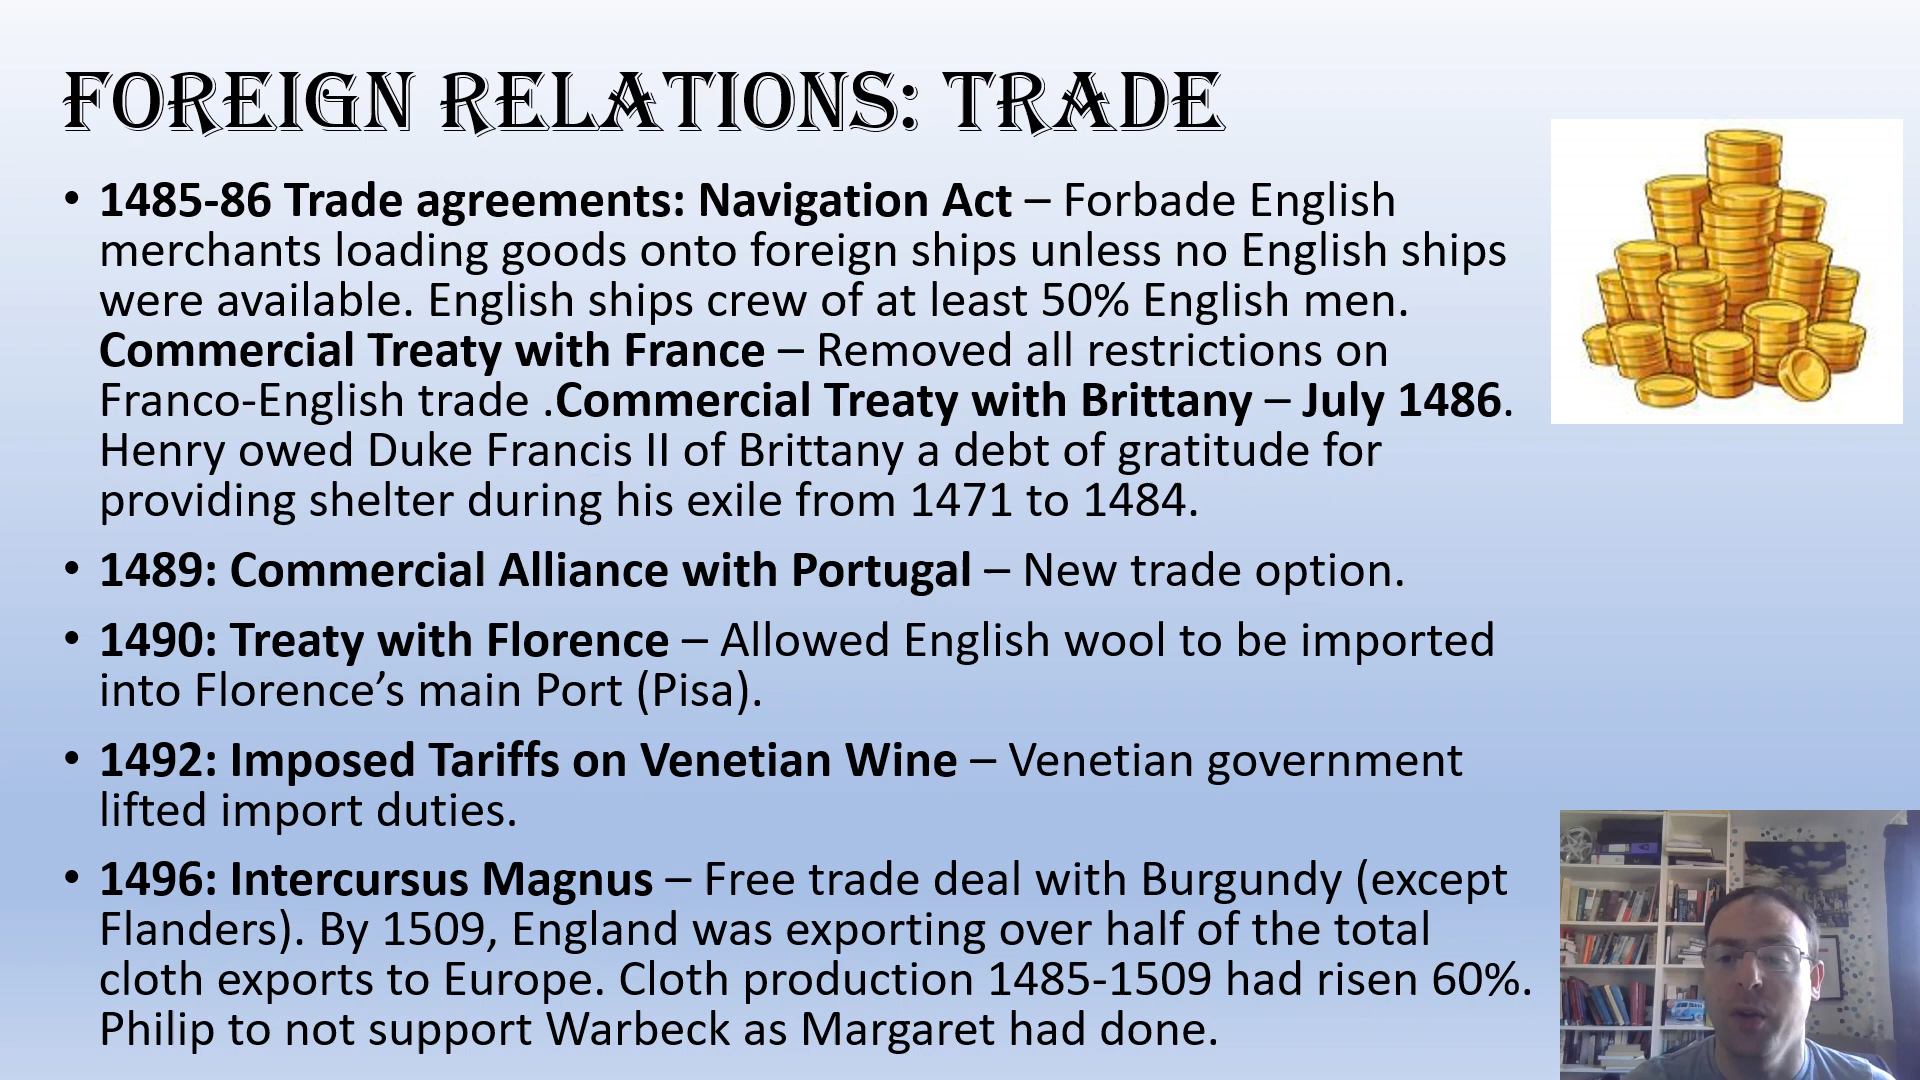 FOREIGN RELATIONS: TRADE
• 1485-86 Trade agreements: Navigation Act – Forbade English
merchants loading goods onto foreign ships unless no English ships
were available. English ships crew of at least 50% English men.
Commercial Treaty with France – Removed all restrictions on
Franco-English trade .Commercial Treaty with Brittany – July 1486.
Henry owed Duke Francis II of Brittany a debt of gratitude for
providing shelter during his exile from 1471 to 1484.
• 1489: Commercial Alliance with Portugal – New trade option.
• 1490: Treaty with Florence – Allowed English wool to be imported
into Florence’s main Port (Pisa).
• 1492: Imposed Tariffs on Venetian Wine – Venetian government
lifted import duties.
• 1496: Intercursus Magnus – Free trade deal with Burgundy (except
Flanders). By 1509, England was exporting over half of the total
cloth exports to Europe. Cloth production 1485-1509 had risen 60%.
Philip to not support Warbeck as Margaret had done.